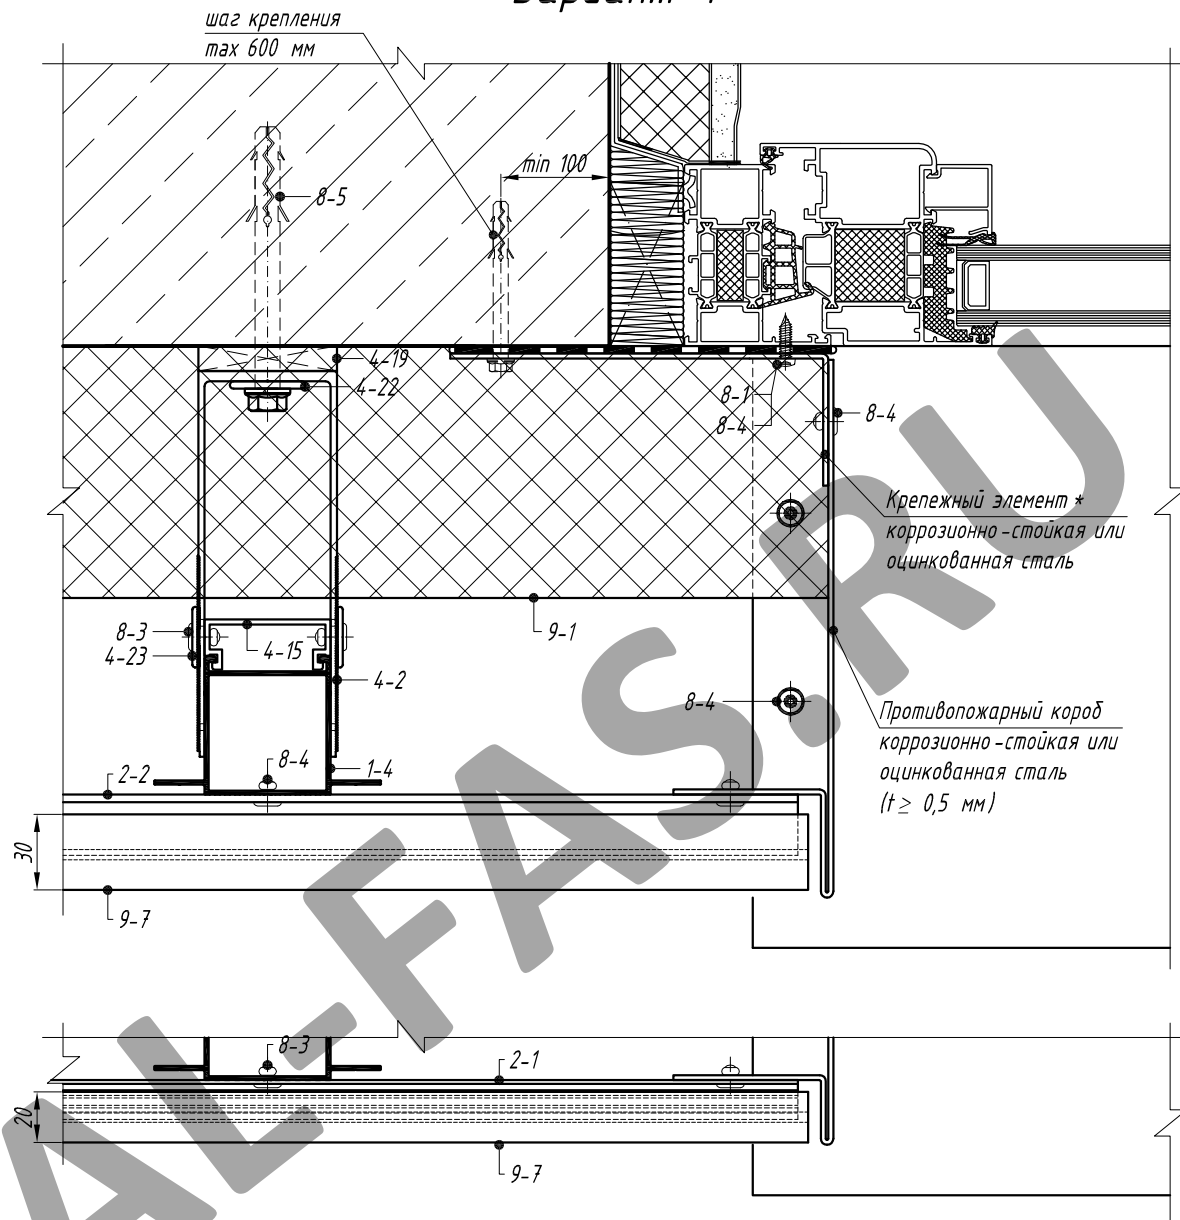 шаг крепления
max 600 мм
min 100
8-5
4-19
4-22
8-1
8-4
8-4
Крепежный элемент *
коррозионно-стойкая или
оцинкованная сталь
9-1
8-3
4-23
4-15
4-2
8-4
Противопожарный короб
коррозионно-стойкая или
оцинкованная сталь
(t ≥ 0,5 мм)
2-2
8-4
1-4
30
9-7
8-3
2-1
20
9-7
AL-FAS.RU